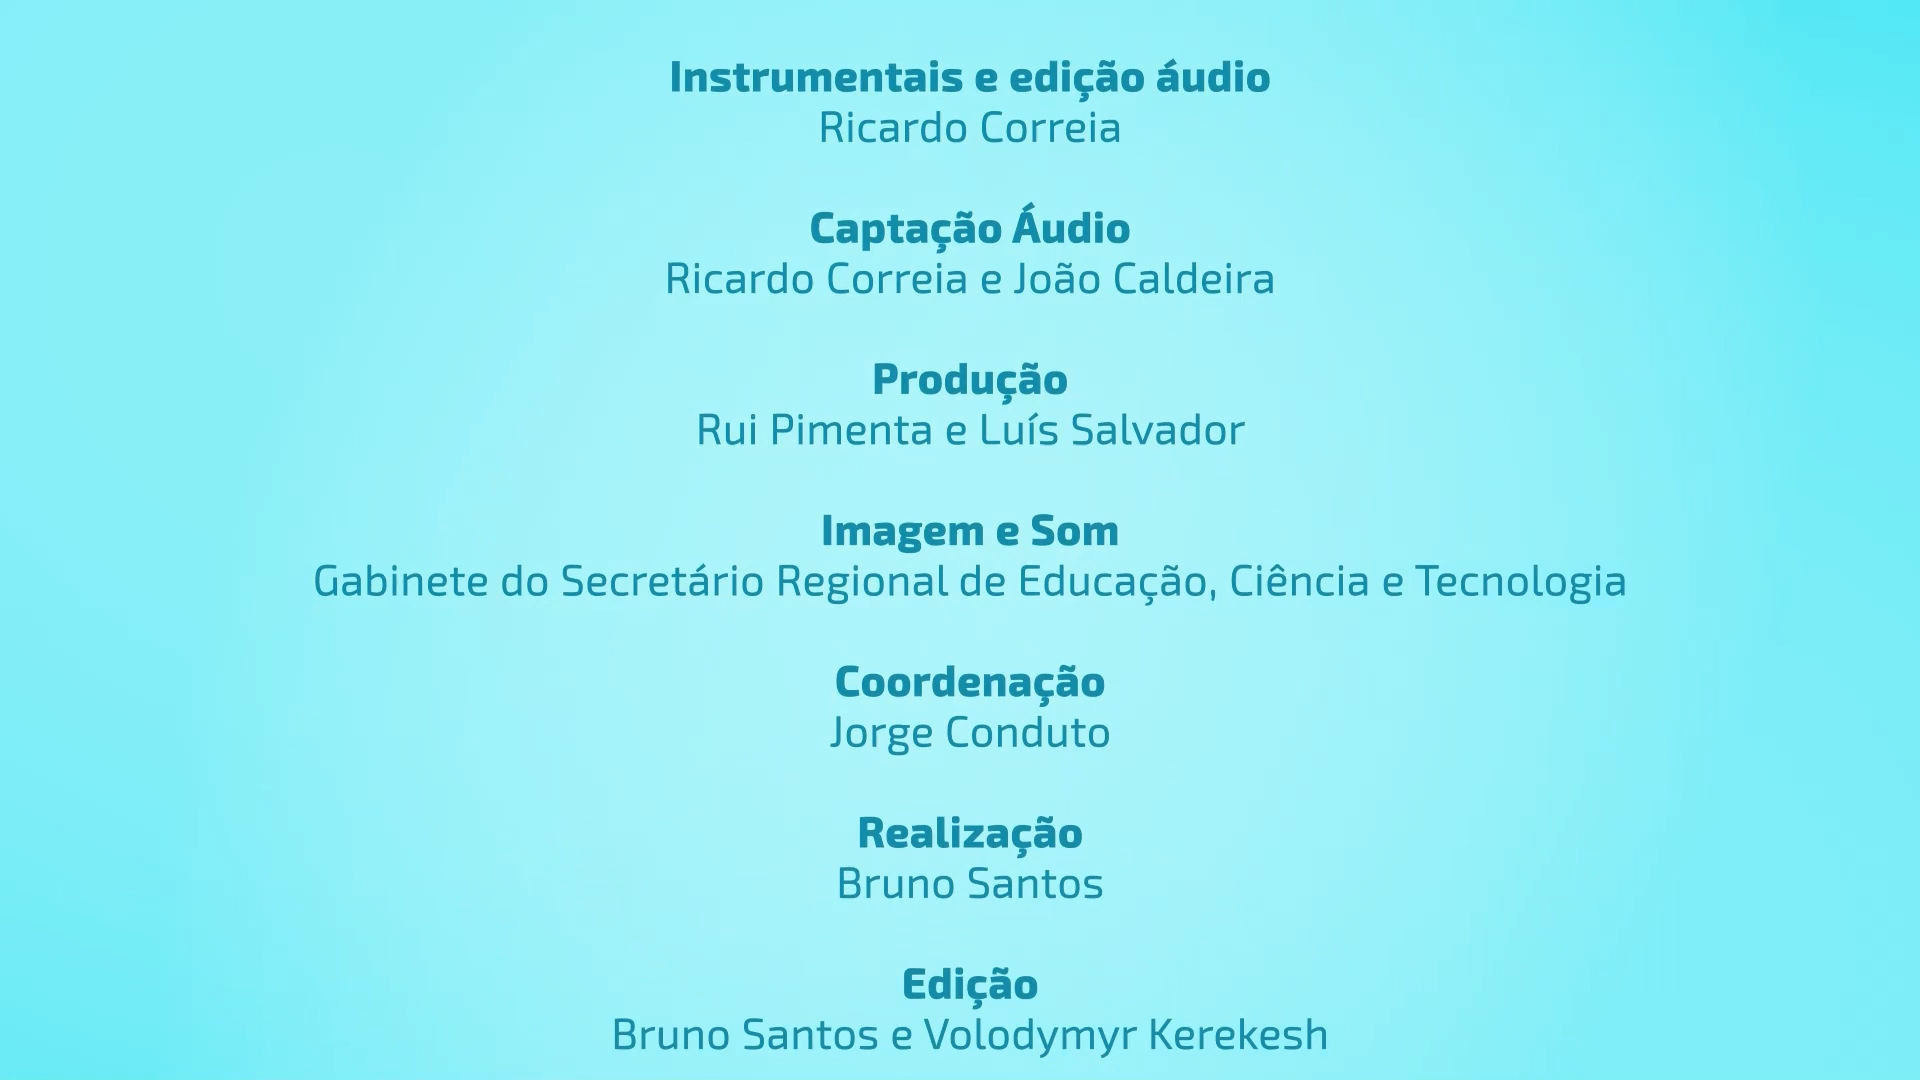 Instrumentais e edição áudio
Ricardo Correia
Captação Áudio
Ricardo Correia e João Caldeira
Produção
Rui Pimenta e Luís Salvador
Imagem e Som
Gabinete do Secretário Regional de Educação, Ciência e Tecnologia
Coordenação
Jorge Conduto
Realização
Bruno Santos
Edição
Bruno Santos e Volodymyr Kerekesh